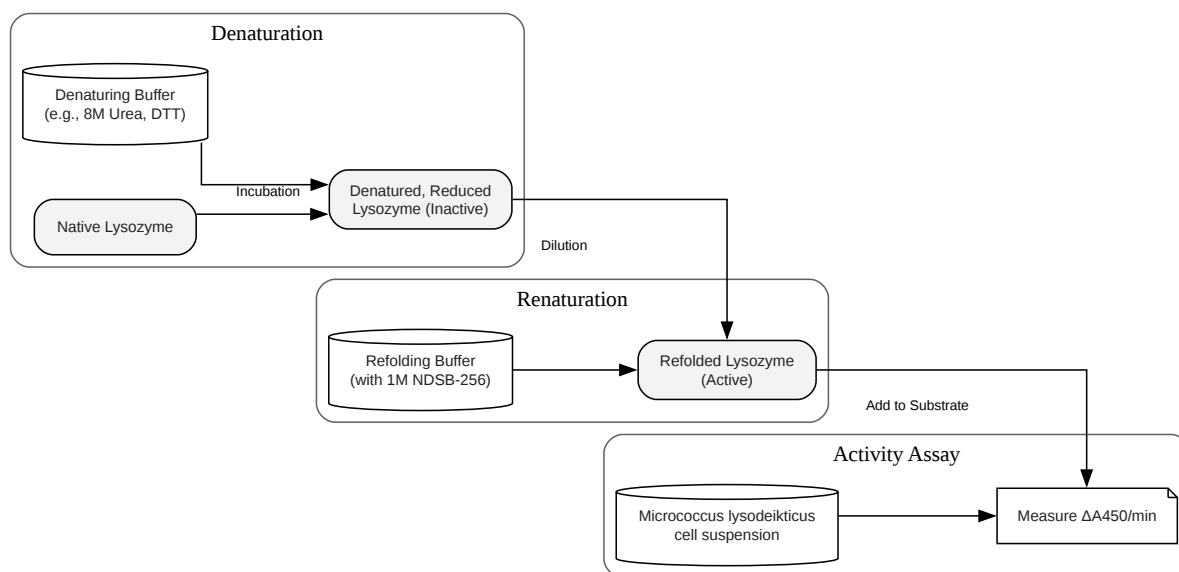 Denaturation
Denaturing Buffer
(e.g., 8M Urea, DTT)
Incubation
Native Lysozyme
Denatured, Reduced
Lysozyme (Inactive)
Dilution
Renaturation
Refolding Buffer
(with 1M NDSB-256)
Refolded Lysozyme
(Active)
Add to Substrate
Activity Assay
Micrococcus lysodeikticus
cell suspension
Measure ΔA450/min